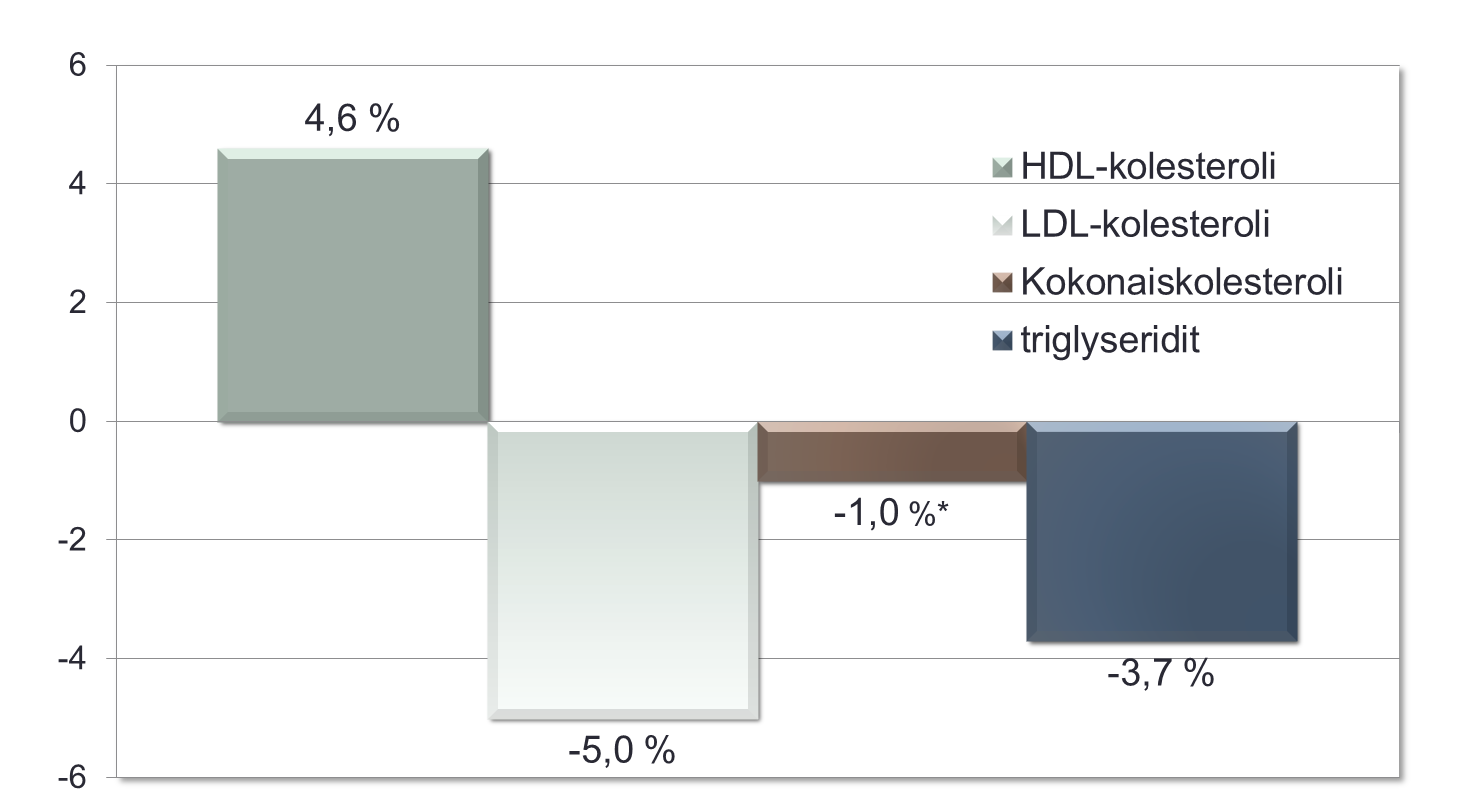 6
4,6 %
HDL-kolesteroli
4
LDL-kolesteroli
Kokonaiskolesteroli
2
triglyseridit
0
-1,0 %*
-2
-4
-3,7 %
-5,0 %
-6